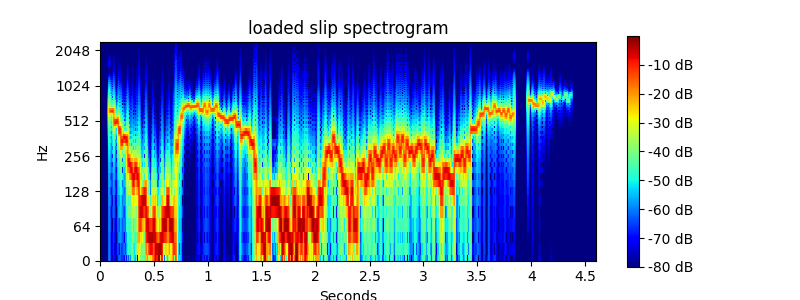 loaded slip spectrogram
Hz
2048
1024
512
256
128
64
0
0 0.5 1 1.5 2 2.5 3 3.5 4 4.5
Seconds
-10 dB
-20 dB
-30 dB
-40 dB
-50 dB
-60 dB
-70 dB
-80 dB